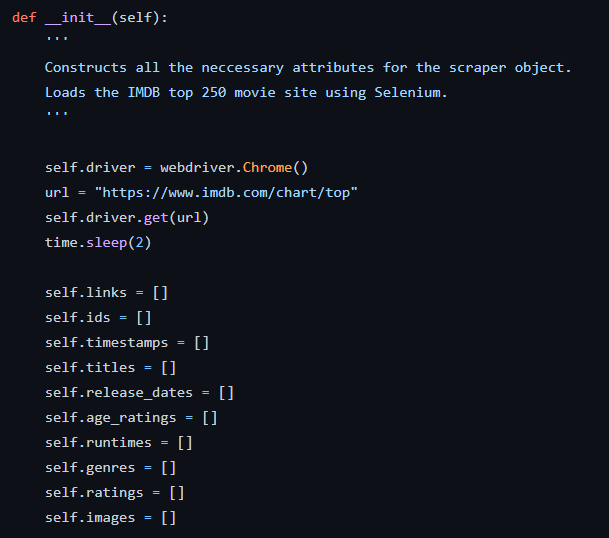 def __init__(self):
'''
Constructs all the neccessary attributes for the scraper object.
Loads the IMDB top 250 movie site using Selenium.
'''
self.driver = webdriver.Chrome()
url = "https://www.imdb.com/chart/top"
self.driver.get(url)
time.sleep(2)
self.links = []
self.ids = []
self.timestamps = []
self.titles = []
self.release_dates = []
self.age_ratings = []
self.runtimes = []
self.genres = []
self.ratings = []
self.images = []